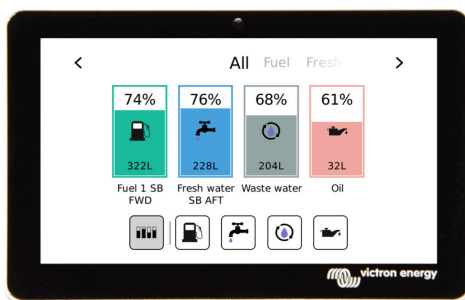 All Fuel Fresh
74% 76% 68% 61%
322L 228L 204L 32L
Fuel 1 SB Fresh water Waste water Oil
FWD SB AFT
victron energy